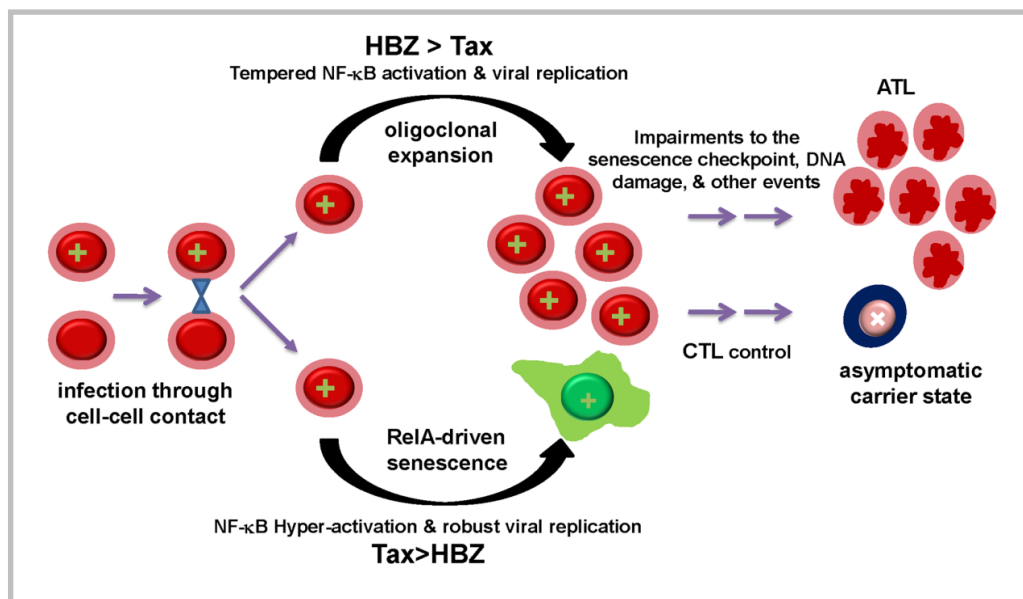 HBZ > Tax
Tempered NF-κB activation & viral replication
oligoclonal
expansion
Impairments to the
senescence checkpoint, DNA
damage, & other events
ATL
infection through
cell-cell contact
CTL control
asymptomatic
carrier state
RelA-driven
senescence
NF-κB Hyper-activation & robust viral replication
Tax>HBZ